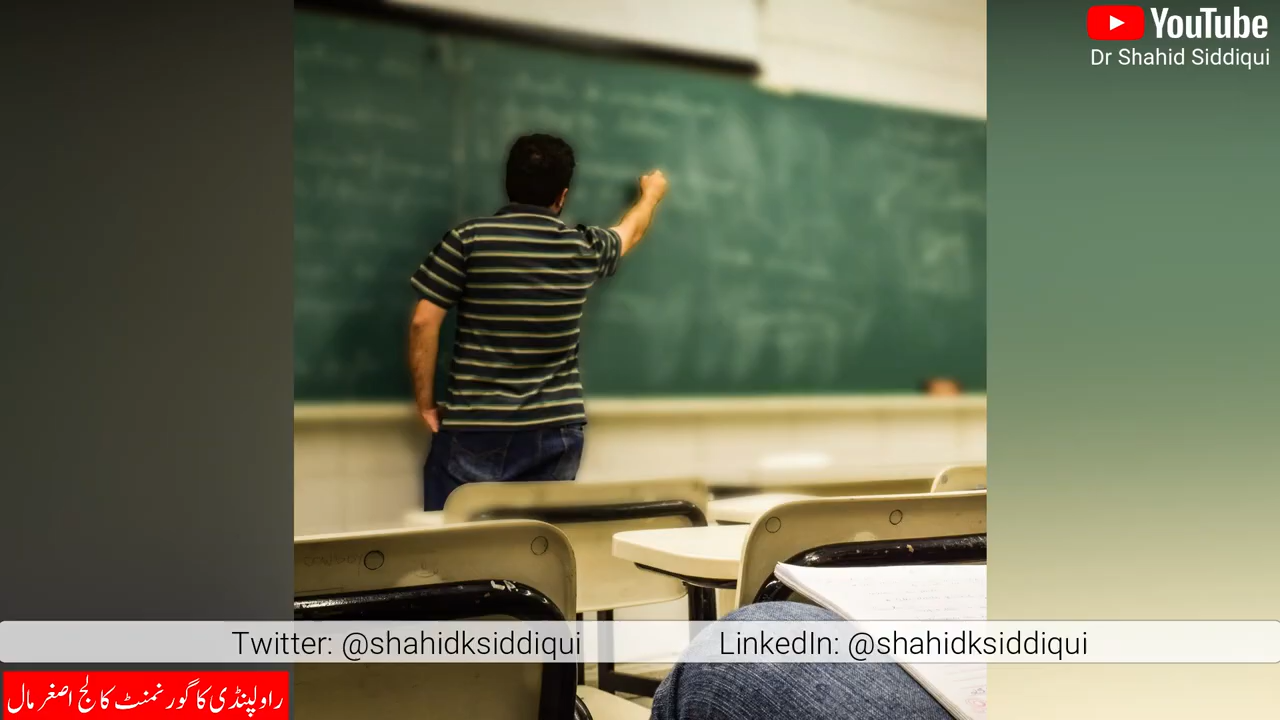 YouTube
Dr Shahid Siddiqui
Twitter: @shahidksiddiqui
LinkedIn: @shahidksiddiqui
راولپنڈی کا گورنمنٹ کالج اصغر مال